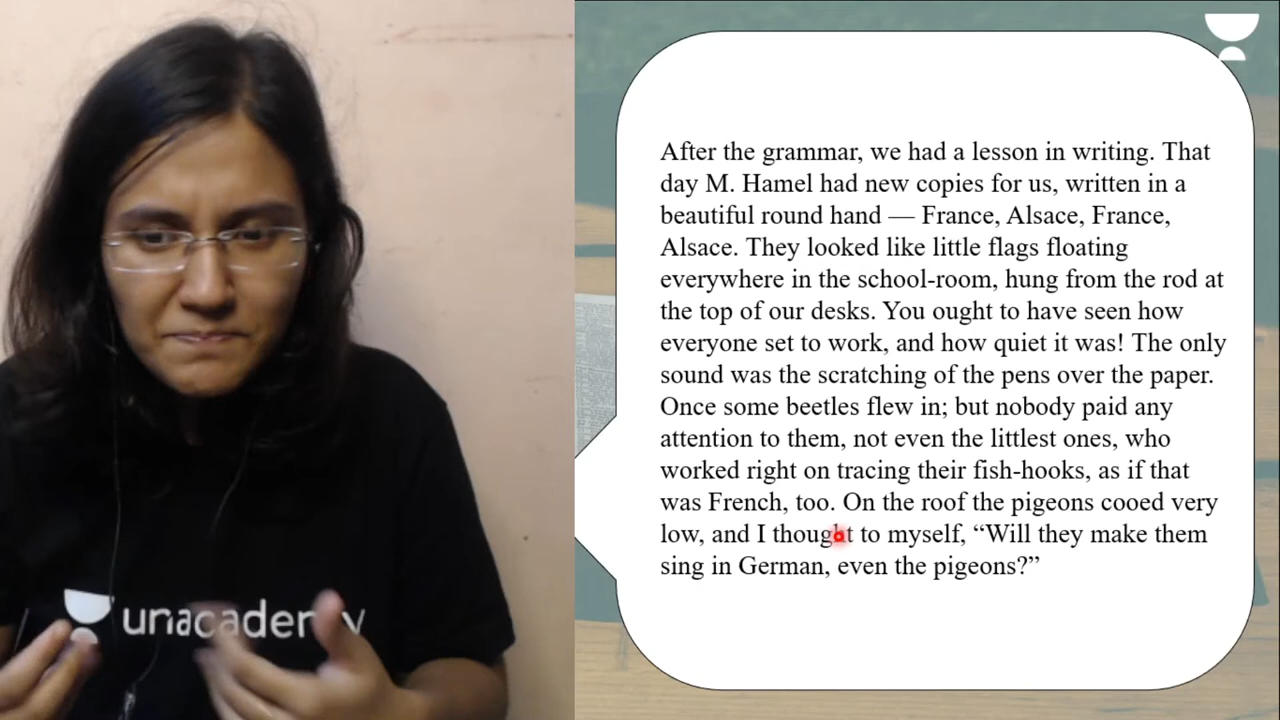 After the grammar, we had a lesson in writing. That
day M. Hamel had new copies for us, written in a
beautiful round hand — France, Alsace, France,
Alsace. They looked like little flags floating
everywhere in the school-room, hung from the rod at
the top of our desks. You ought to have seen how
everyone set to work, and how quiet it was! The only
sound was the scratching of the pens over the paper.
Once some beetles flew in; but nobody paid any
attention to them, not even the littlest ones, who
worked right on tracing their fish-hooks, as if that
was French, too. On the roof the pigeons cooed very
low, and I thought to myself, “Will they make them
sing in German, even the pigeons?”
unacademy